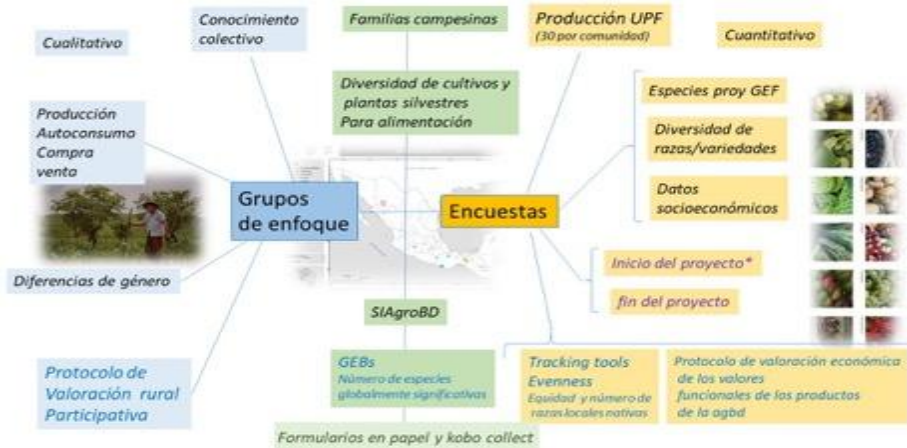 Cualitativo
Conocimiento
colectivo
Familias campesinas
Producción UPF
(30 por comunidad)
Cuantitativo
Producción
Autoconsumo
Compra
venta
Diversidad de cultivos y
plantas silvestres
Para alimentación
Especies proy GEF
Diversidad de
razas/variedades
Datos
socioeconómicos
Grupos
de enfoque
Encuestas
Diferencias de género
Inicio del proyecto*
fin del proyecto
SIAgroBD
Protocolo de
Valoración rural
Participativa
GEBs
Número de especies
globalmente significativas
Tracking tools
Evenness
Equidad y número de
razas locales nativas
Protocolo de valoración económica
de los valores
funcionales de los productos
de la agbd
Formularios en papel y kobo collect